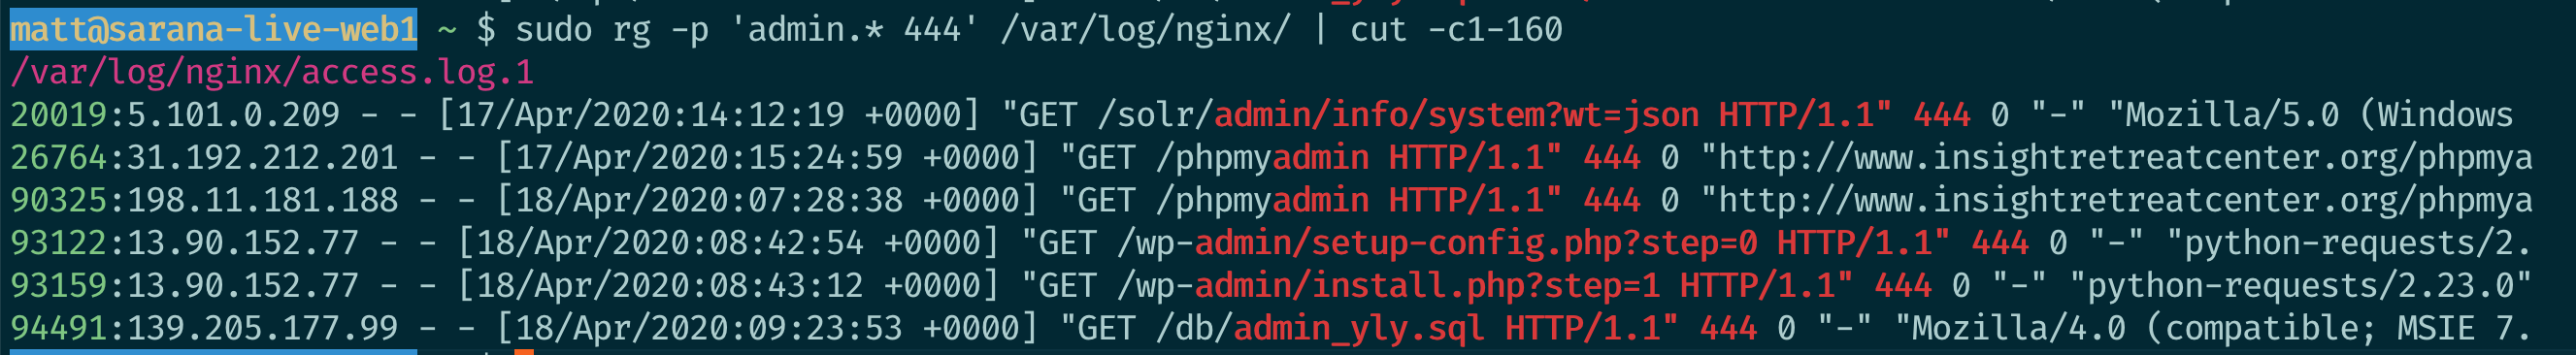 matt@sarana-live-web1 ~ $ sudo rg -p 'admin.* 444' /var/log/nginx/ | cut -c1-160
/var/log/nginx/access.log.1
20019:5.101.0.209 - - [17/Apr/2020:14:12:19 +0000] "GET /solr/admin/info/system?wt=json HTTP/1.1" 444 0 "-" "Mozilla/5.0 (Windows
26764:31.192.212.201 - - [17/Apr/2020:15:24:59 +0000] "GET /phpmyadmin HTTP/1.1" 444 0 "http://www.insightretreatcenter.org/phpmya
90325:198.11.181.188 - - [18/Apr/2020:07:28:38 +0000] "GET /phpmyadmin HTTP/1.1" 444 0 "http://www.insightretreatcenter.org/phpmya
93122:13.90.152.77 - - [18/Apr/2020:08:42:54 +0000] "GET /wp-admin/setup-config.php?step=0 HTTP/1.1" 444 0 "-" "python-requests/2.
93159:13.90.152.77 - - [18/Apr/2020:08:43:12 +0000] "GET /wp-admin/install.php?step=1 HTTP/1.1" 444 0 "-" "python-requests/2.23.0"
94491:139.205.177.99 - - [18/Apr/2020:09:23:53 +0000] "GET /db/admin_yly.sql HTTP/1.1" 444 0 "-" "Mozilla/4.0 (compatible; MSIE 7.